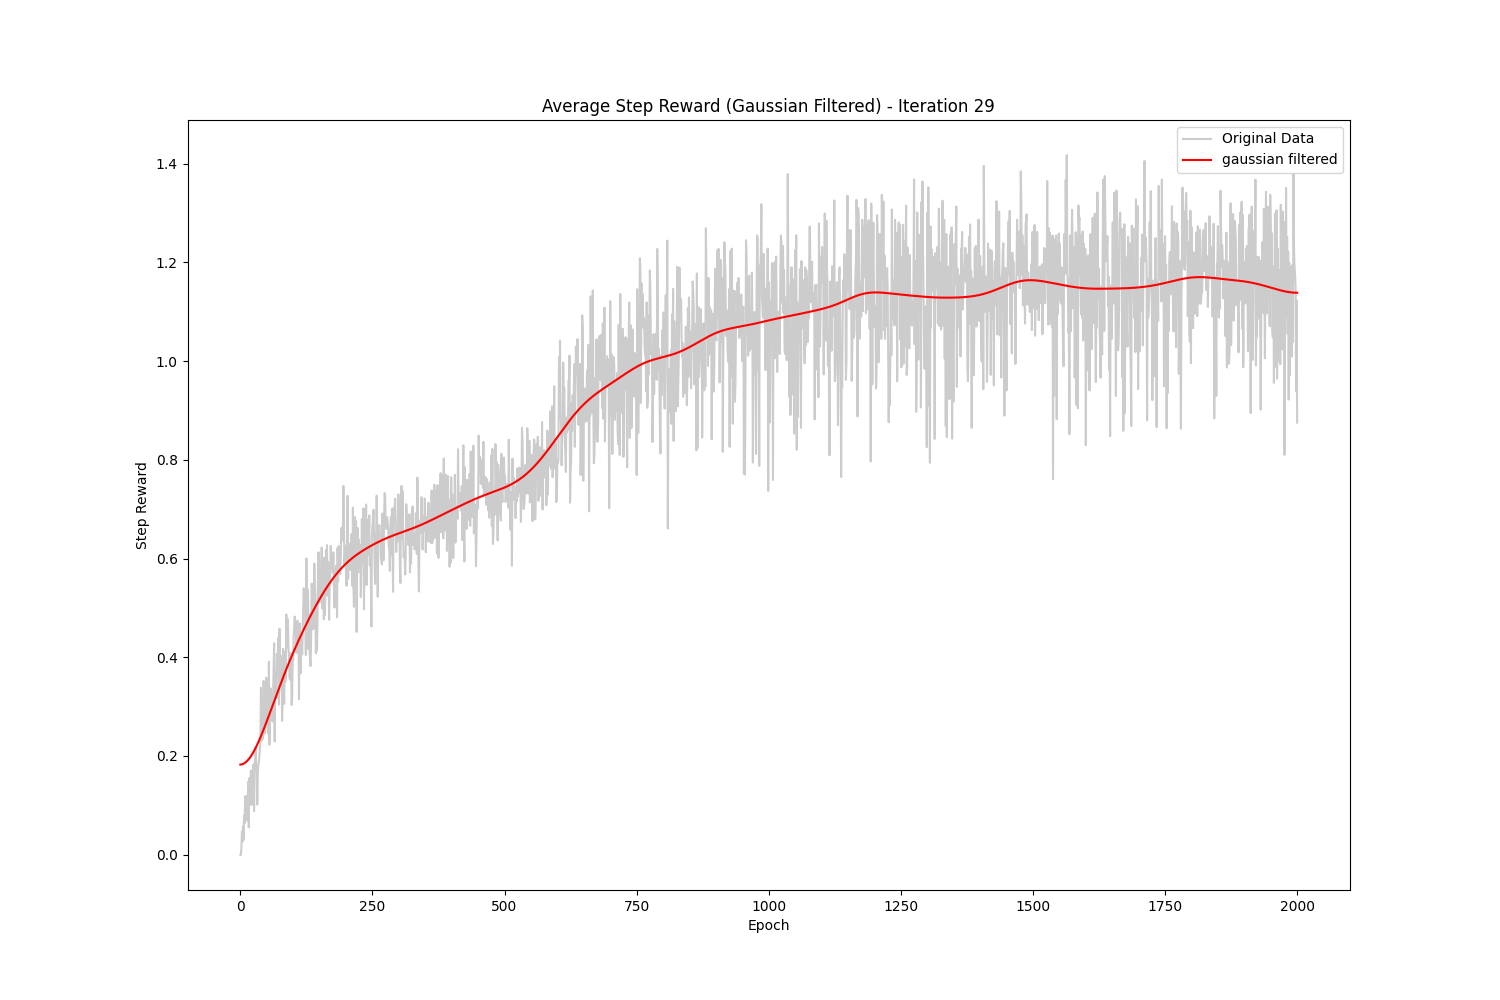 Average Step Reward (Gaussian Filtered) - Iteration 29
Original Data
gaussian filtered
1.4
1.2
1.0
0.8
0.6
0.4
0.2
0.0
Step Reward
0 250 500 750 1000 1250 1500 1750 2000
Epoch